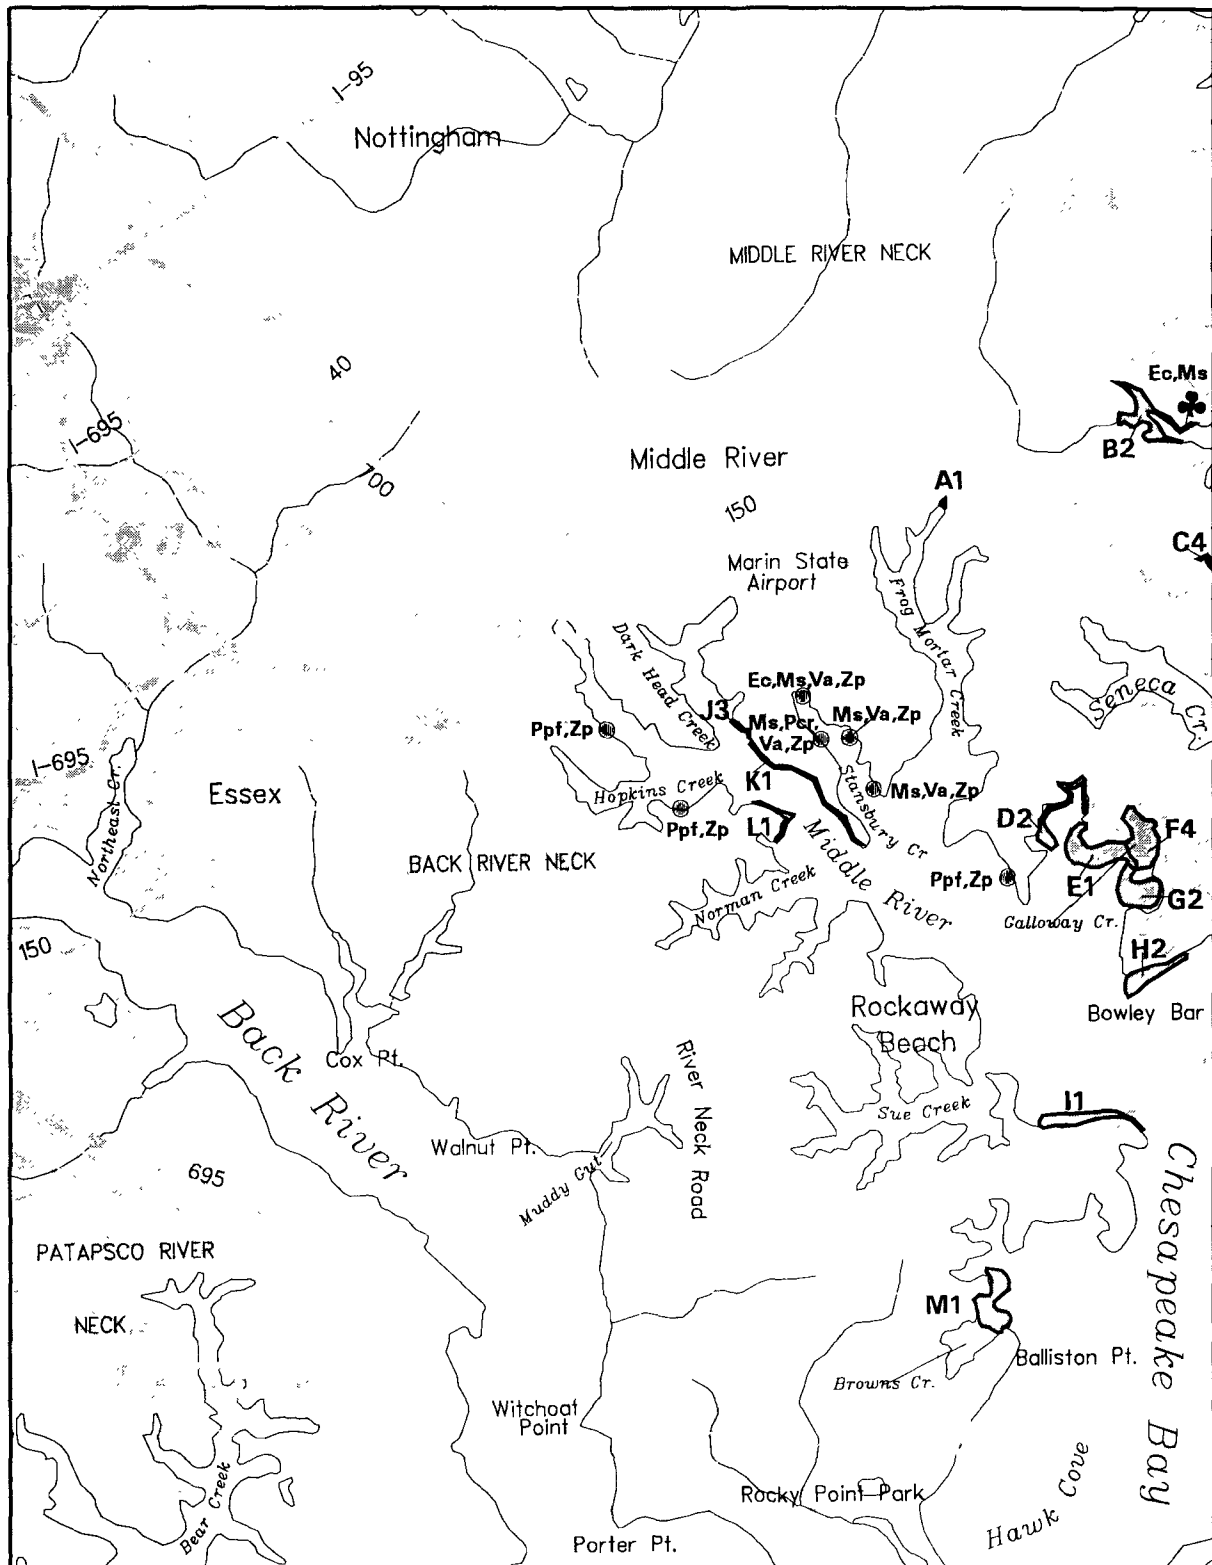 I-95
Nottingham
MIDDLE RIVER NECK
40
Ec,Ms
I-695
B2
Middle River
700
A1
150
C4
Marin State
Airport
Frog Mortar Creek
Dark Head Creek
Seneca Cr.
Ec,Ms,Va,Zp
J3
Ms,Pcr.
Va,Zp
Ms,Va,Zp
Ppf,Zp
I-695
Northeast Cr.
Essex
Hopkins Creek
K1
Stansbury Cr
Ms,Va,Zp
Ppf,Zp
L1
D2
F4
BACK RIVER NECK
Middle River
Norman Creek
Ppf,Zp
E1
G2
Galloway Cr.
150
H2
Back River
Rockaway
Beach
Bowley Bar
Cox Pt.
River Neck Road
Sue Creek
I1
Walnut Pt.
Muddy Gut
695
Chesapeake Bay
PATAPSCO RIVER
NECK
M1
Balliston Pt.
Browns Cr.
Witchoat
Point
Bear Creek
Rocky Point Park
Hawk Cove
Porter Pt.